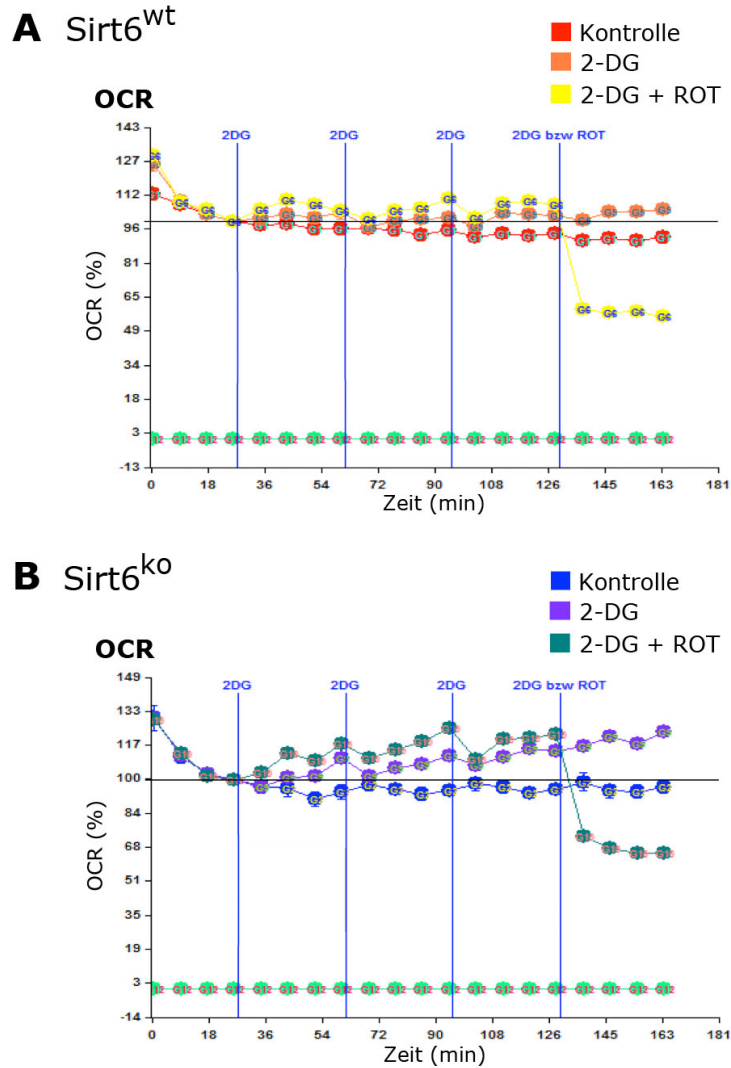 A Sirt6wt
Kontrolle
2-DG
2-DG + ROT
OCR
2DG 2DG 2DG 2DG bzw ROT
143
127
112
96
81
65
49
34
18
3
-13
OCR (%)
0 18 36 54 72 90 108 126 145 163 181
Zeit (min)
B Sirt6ko
Kontrolle
2-DG
2-DG + ROT
OCR
2DG 2DG 2DG 2DG bzw ROT
149
133
117
100
84
68
51
35
19
3
-14
OCR (%)
0 18 36 54 72 90 108 126 145 163 181
Zeit (min)